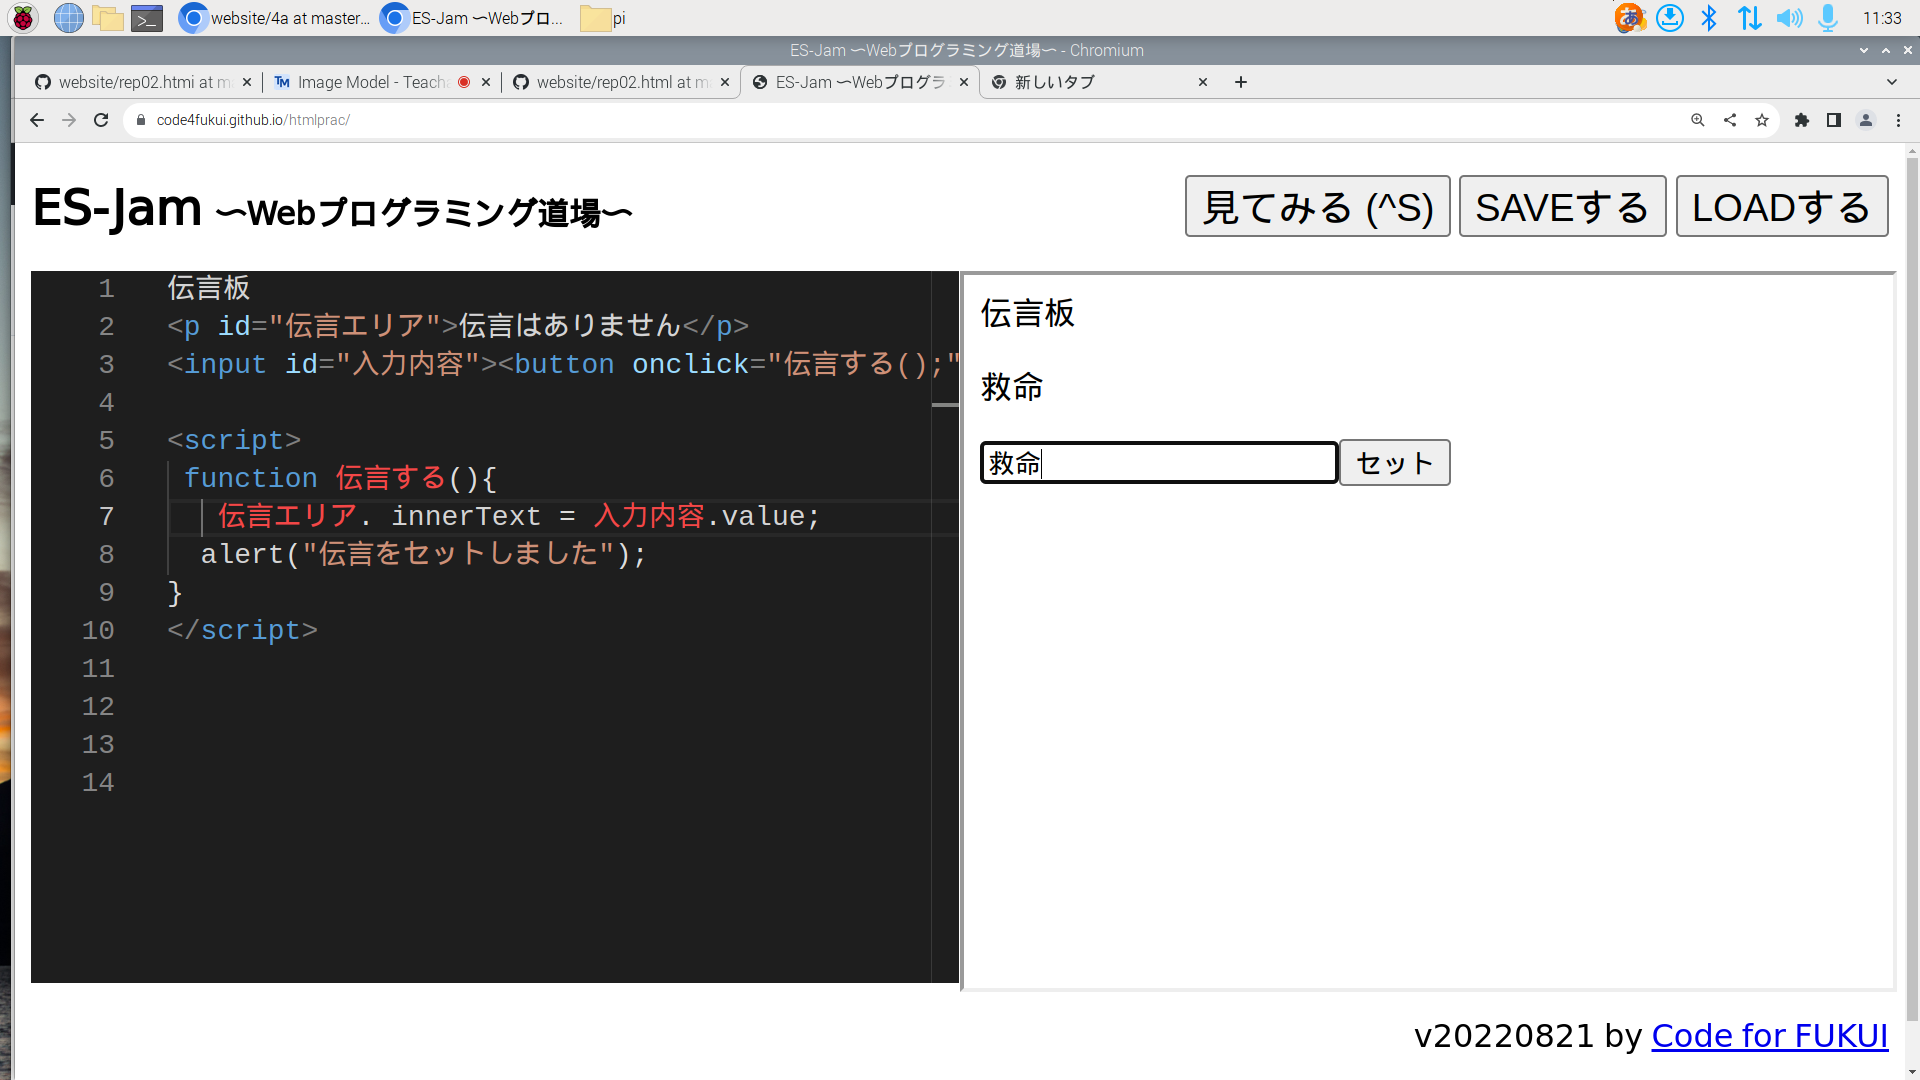 website/4a at master...
ES-Jam 〜Webプロ...
pi
11:33
ES-Jam 〜Webプログラミング道場〜 - Chromium
website/rep02.htmi at m
Image Model - Teach
website/rep02.html at m
ES-Jam 〜Webプログラ
新しいタブ
code4fukui.github.io/htmlprac/
ES-Jam 〜Webプログラミング道場〜
見てみる (^S)
SAVEする
LOADする
1 伝言板
2 <p id="伝言エリア">伝言はありません</p>
3 <input id="入力内容"><button onclick="伝言する();"
4
5 <script>
6 function 伝言する(){
7 伝言エリア. innerText = 入力内容.value;
8 alert("伝言をセットしました");
9 }
10 </script>
11
12
13
14
伝言板
救命
救命
セット
v20220821 by Code for FUKUI